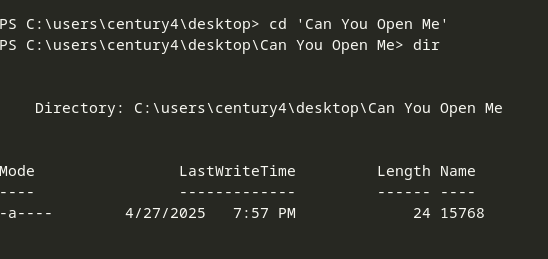 PS C:\users\century4\desktop> cd 'Can You Open Me'
PS C:\users\century4\desktop\Can You Open Me> dir
Directory: C:\users\century4\desktop\Can You Open Me
Mode                LastWriteTime         Length Name
----                -------------         ------ ----
-a----        4/27/2025   7:57 PM             24 15768